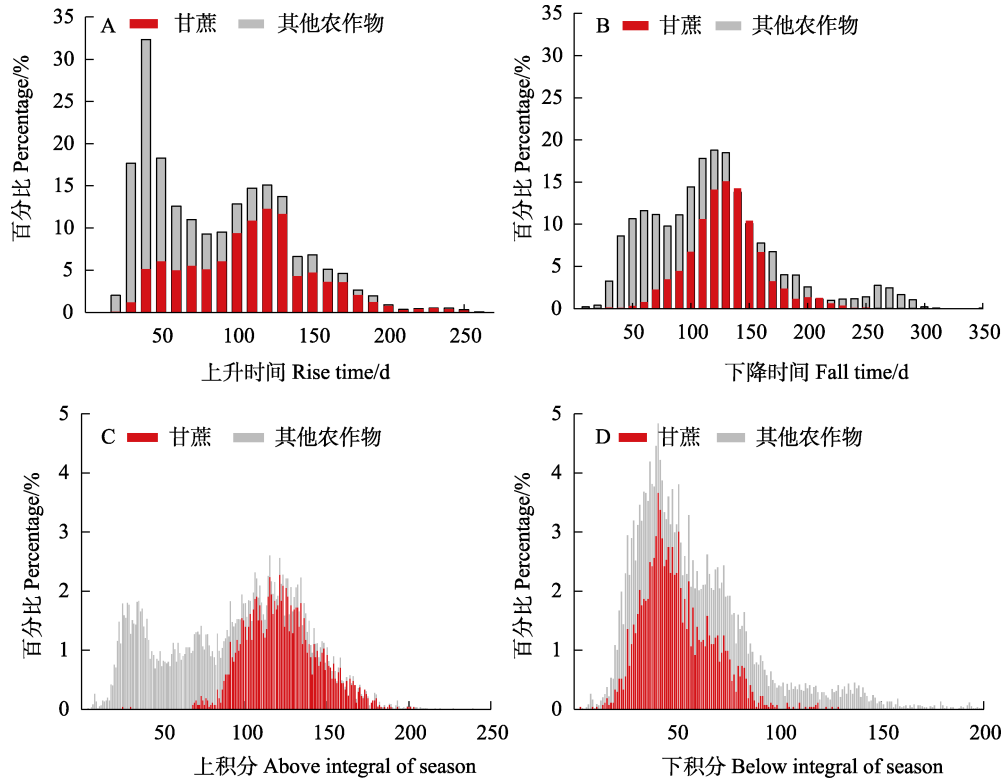 A 甘蔗 其他农作物
35
30
25
20
15
10
5
0
百分比 Percentage/%
50 100 150 200 250
上升时间 Rise time/d
B 甘蔗 其他农作物
35
30
25
20
15
10
5
0
百分比 Percentage/%
50 100 150 200 250 300 350
下降时间 Fall time/d
C 甘蔗 其他农作物
5
4
3
2
1
0
百分比 Percentage/%
50 100 150 200 250
上积分 Above integral of season
D 甘蔗 其他农作物
5
4
3
2
1
0
百分比 Percentage/%
50 100 150 200
下积分 Below integral of season